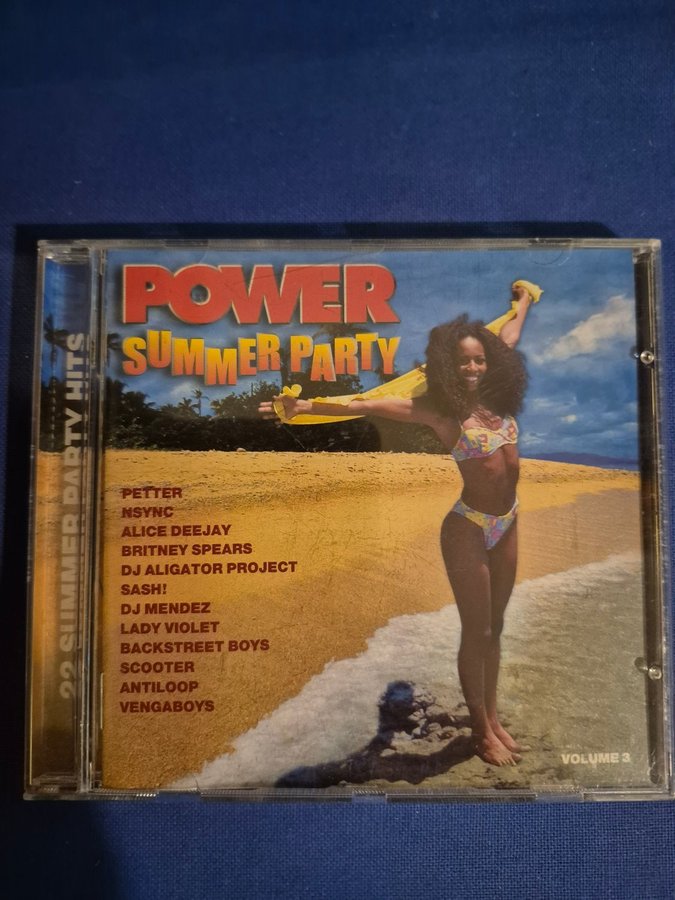 POWER
SUMMER PARTY
PETTER
NSYNC
ALICE DEEJAY
BRITNEY SPEARS
DJ ALIGATOR PROJECT
SASH!
DJ MENDEZ
LADY VIOLET
BACKSTREET BOYS
SCOOTER
ANTILOOP
VENGABOYS
VOLUME 3
22 SUMMER PARTY HITS